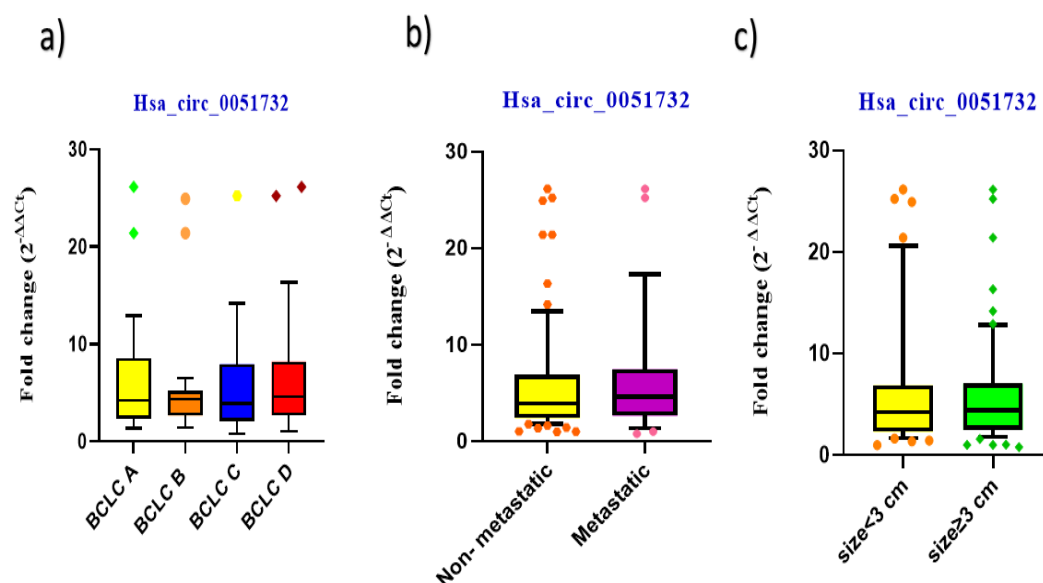 a)
Hsa_circ_0051732
Fold change (2^-ΔΔCt)
30
20
10
0
BCLC A
BCLC B
BCLC C
BCLC D
b)
Hsa_circ_0051732
Fold change (2^-ΔΔCt)
30
20
10
0
Non- metastatic
Metastatic
c)
Hsa_circ_0051732
Fold change (2^-ΔΔCt)
30
20
10
0
size<3 cm
size≥3 cm